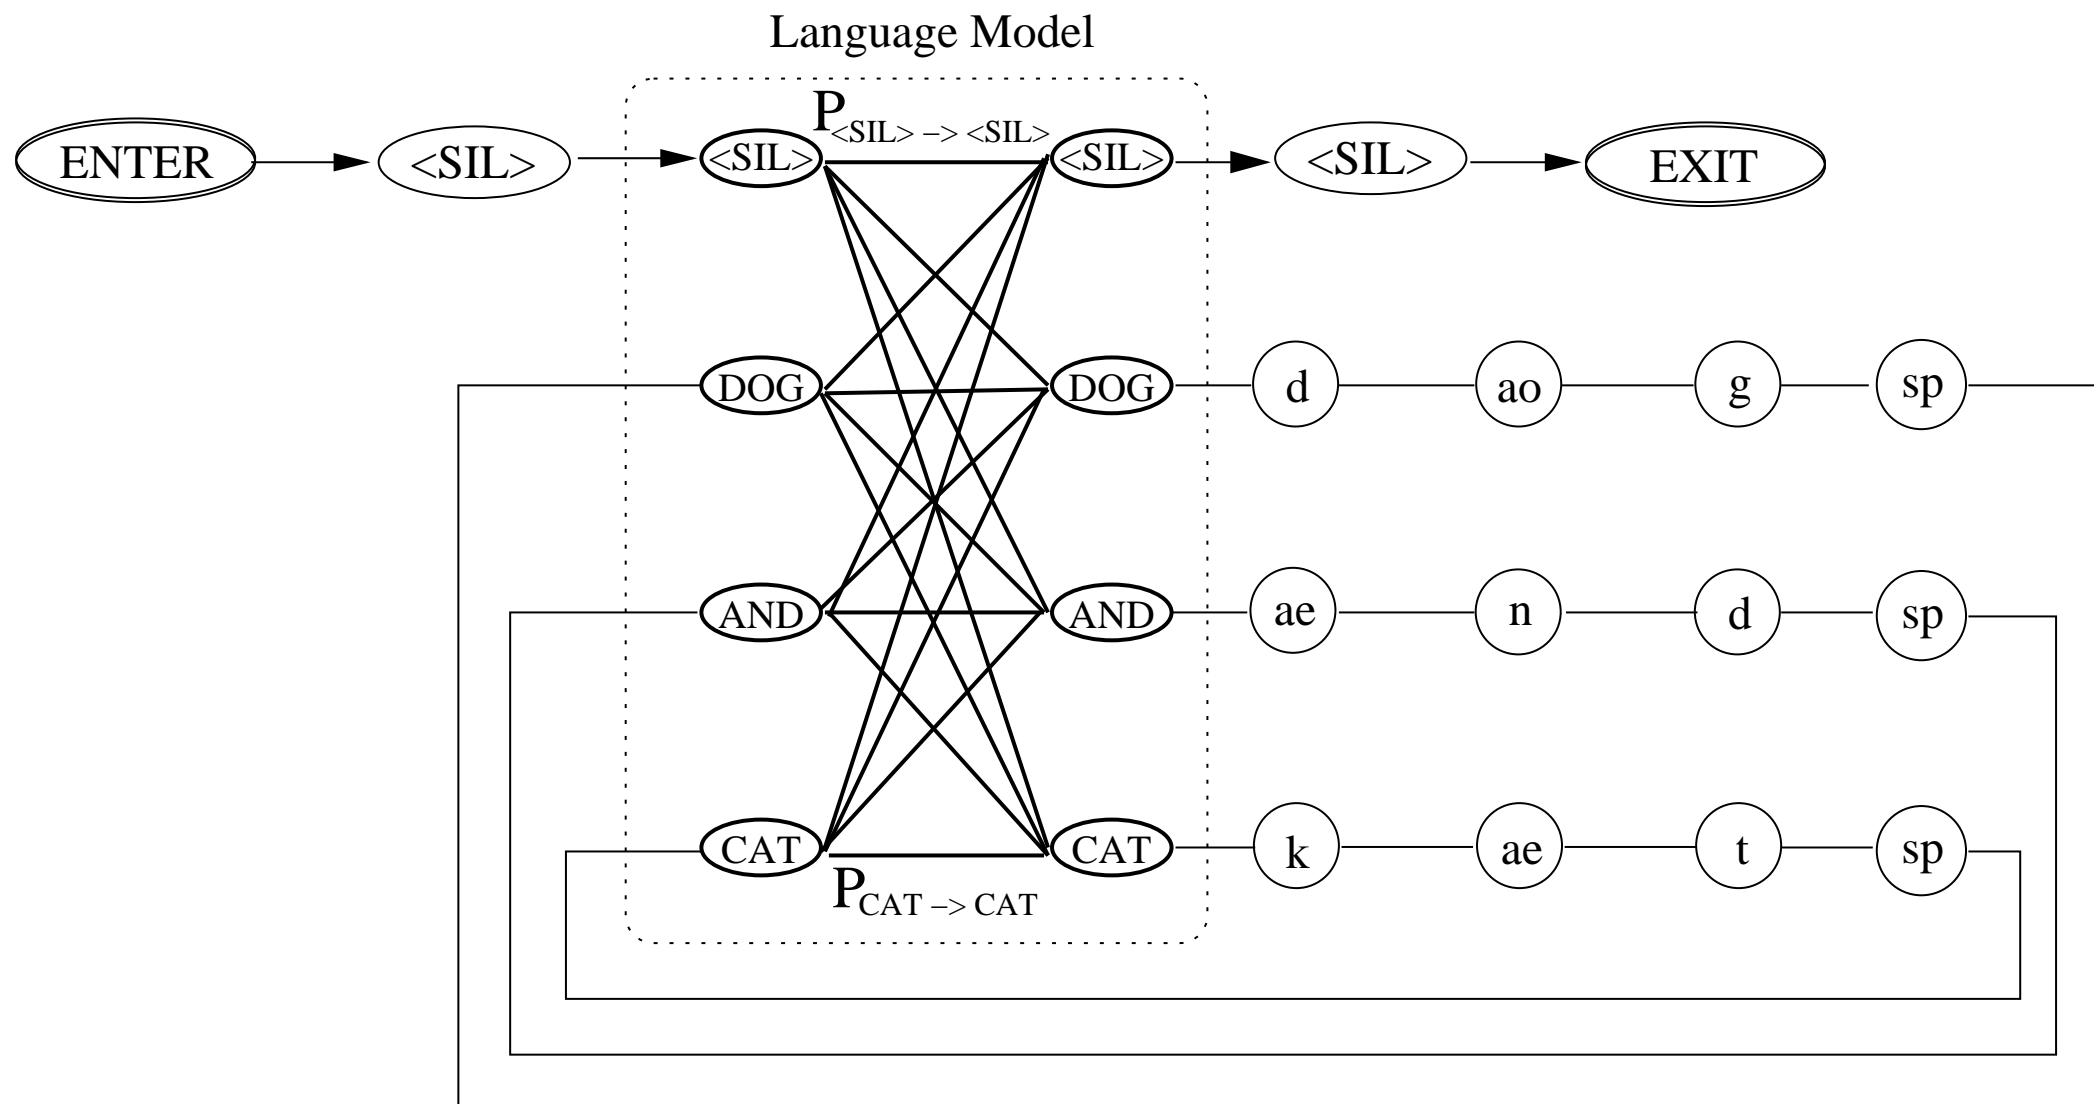 Language Model
P<SIL> –> <SIL>
ENTER <SIL> <SIL> <SIL> <SIL> EXIT
DOG DOG d ao g sp
AND AND ae n d sp
CAT CAT k ae t sp
PCAT –> CAT